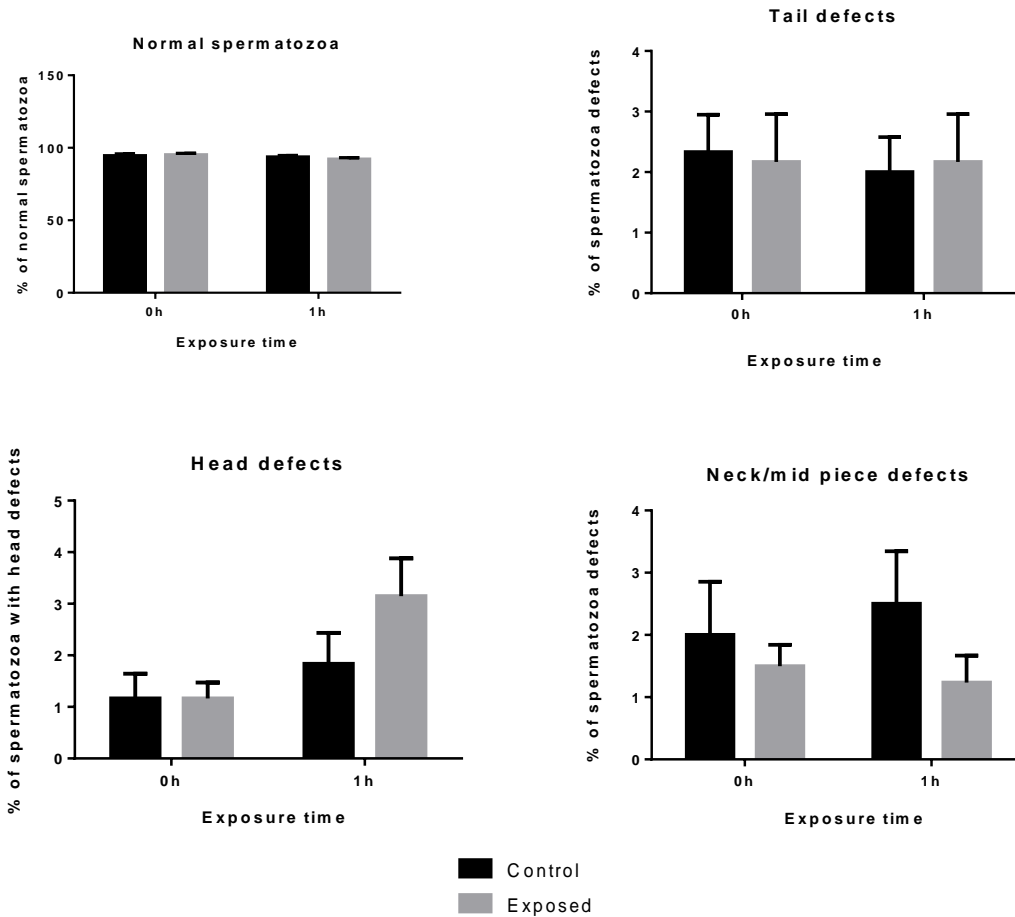 Normal spermatozoa
% of normal spermatozoa
150
100
50
0
0h
1h
Exposure time
Tail defects
% of spermatozoa defects
4
3
2
1
0
0h
1h
Exposure time
Head defects
% of spermatozoa with head defects
5
4
3
2
1
0
0h
1h
Exposure time
Neck/mid piece defects
% of spermatozoa defects
4
3
2
1
0
0h
1h
Exposure time
Control
Exposed